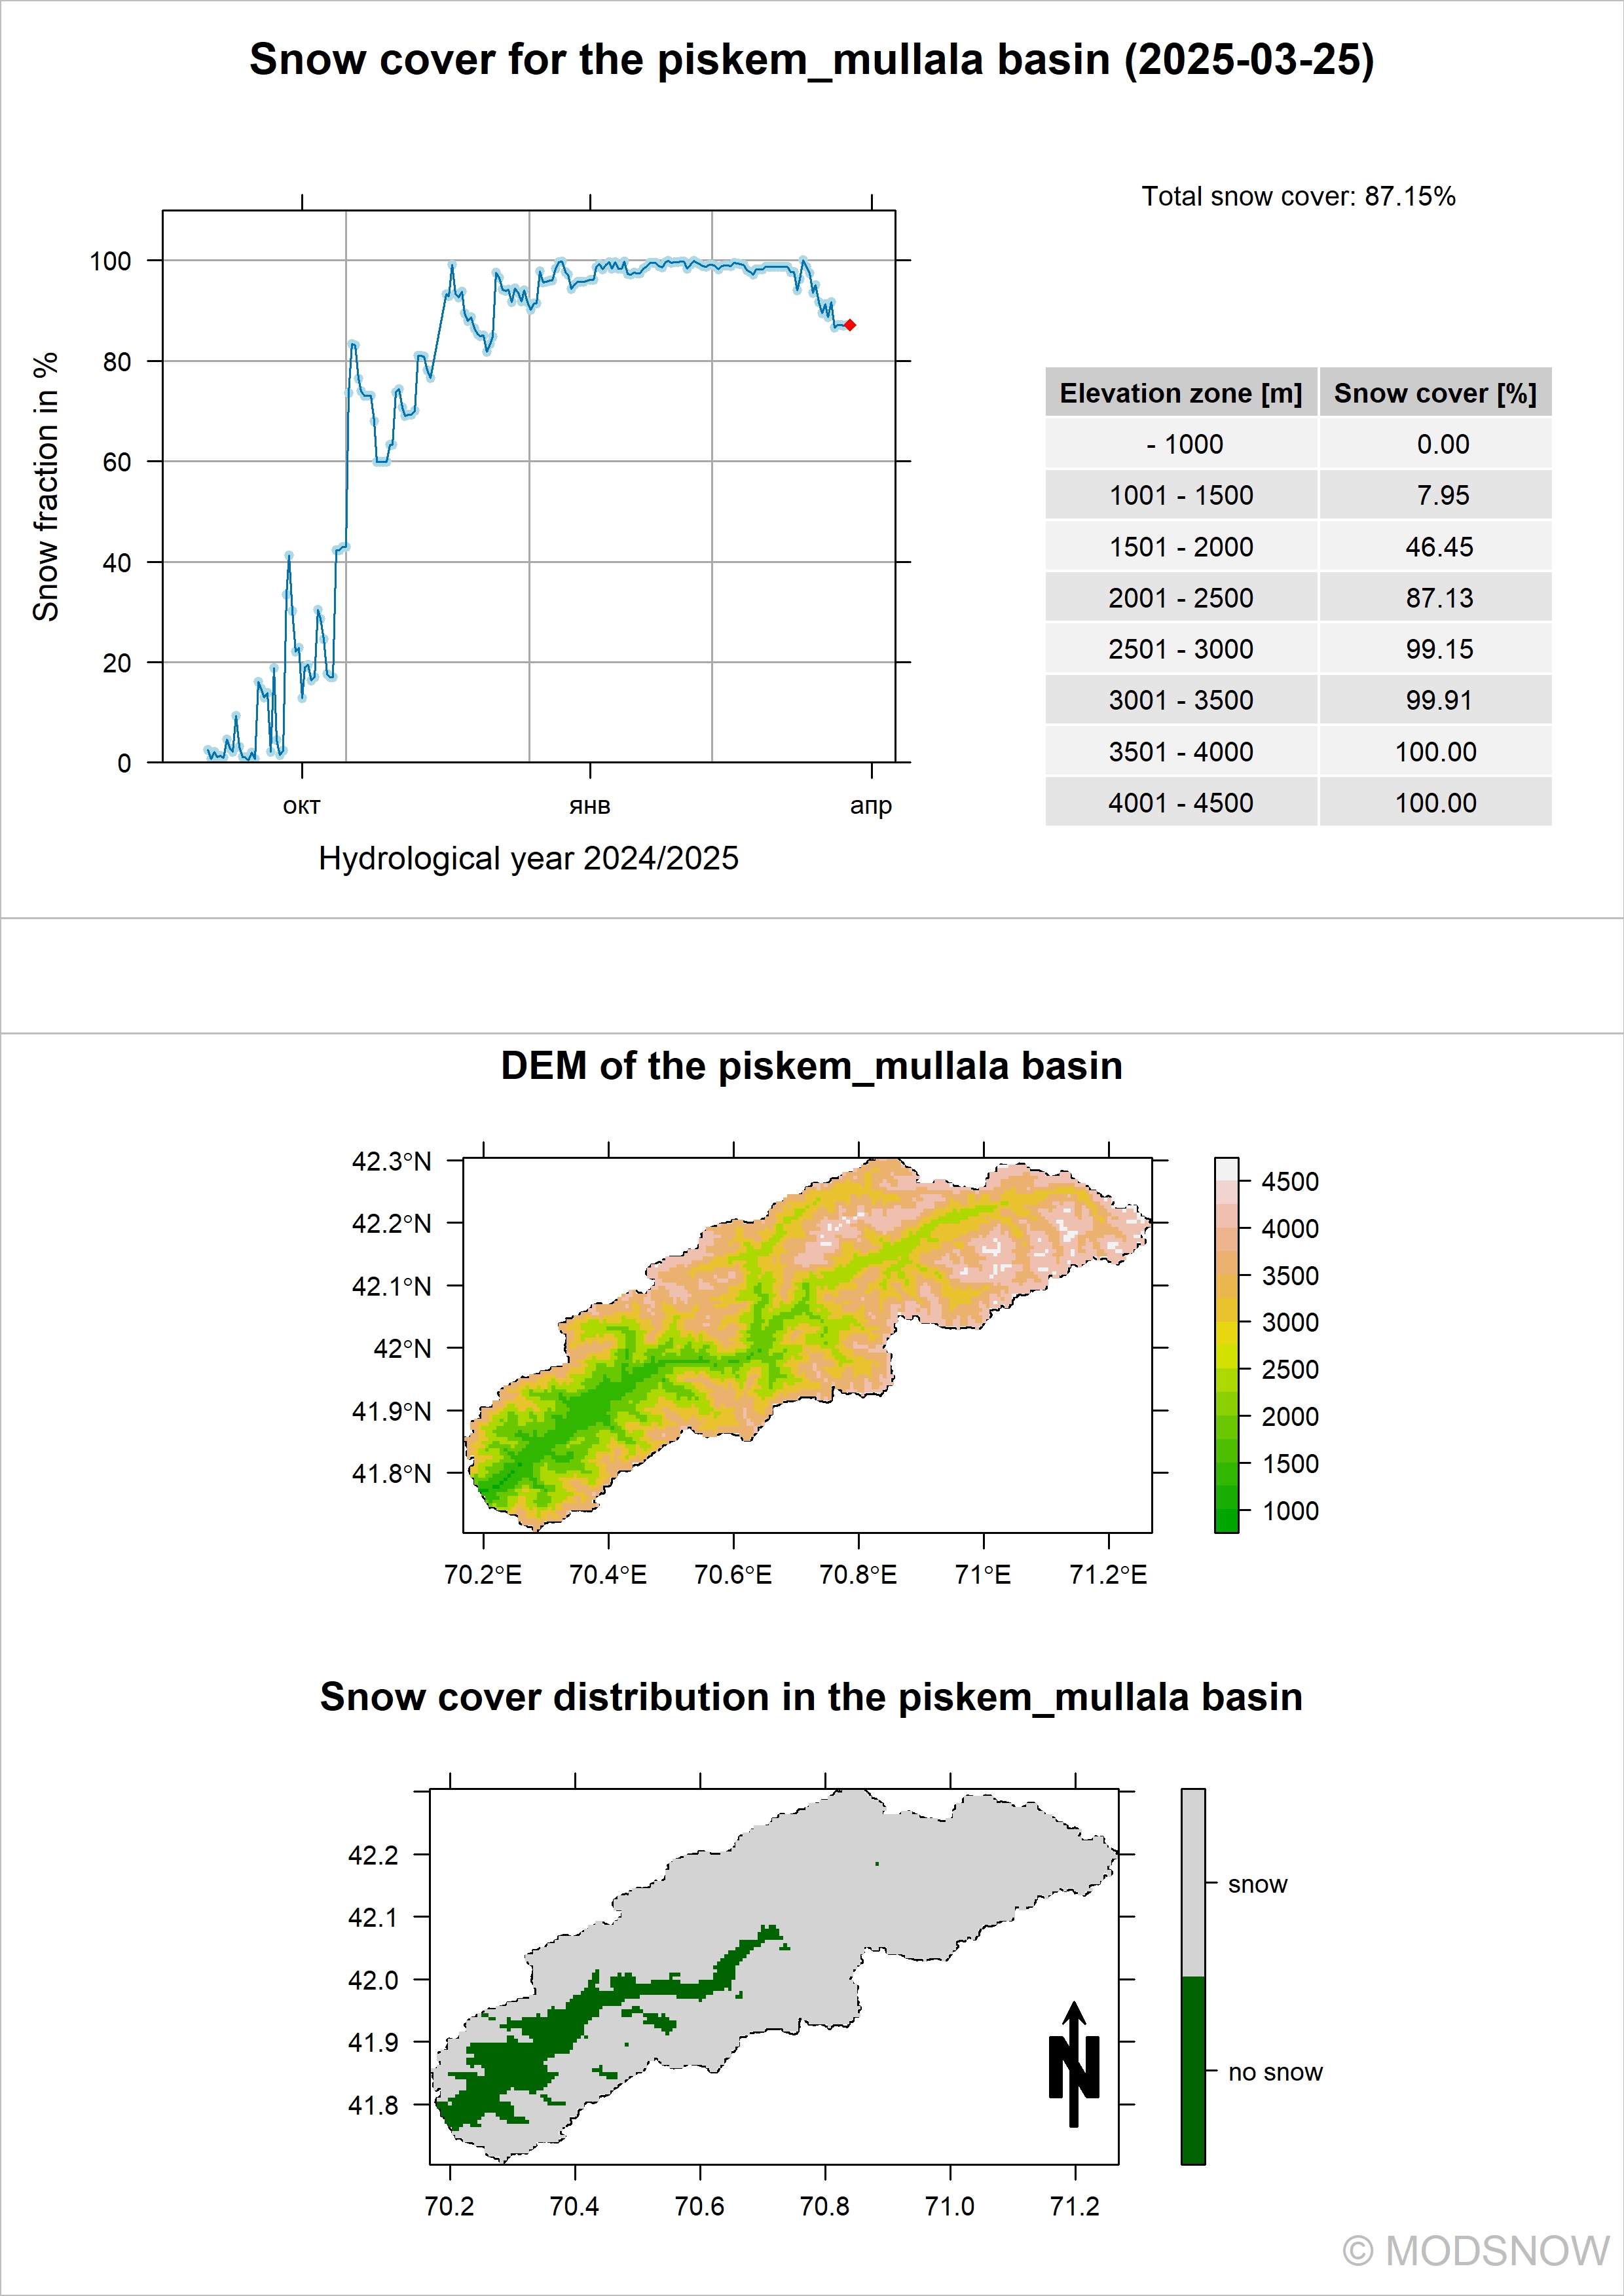 Snow cover for the piskem_mullala basin (2025-03-25)
Total snow cover: 87.15%
Snow fraction in %
100
80
60
40
20
0
окт янв апр
Hydrological year 2024/2025
Elevation zone [m] Snow cover [%]
- 1000 0.00
1001 - 1500 7.95
1501 - 2000 46.45
2001 - 2500 87.13
2501 - 3000 99.15
3001 - 3500 99.91
3501 - 4000 100.00
4001 - 4500 100.00
DEM of the piskem_mullala basin
42.3°N
42.2°N
42.1°N
42°N
41.9°N
41.8°N
70.2°E 70.4°E 70.6°E 70.8°E 71°E 71.2°E
4500
4000
3500
3000
2500
2000
1500
1000
Snow cover distribution in the piskem_mullala basin
42.2
42.1
42.0
41.9
41.8
70.2 70.4 70.6 70.8 71.0 71.2
N
snow
no snow
© MODSNOW